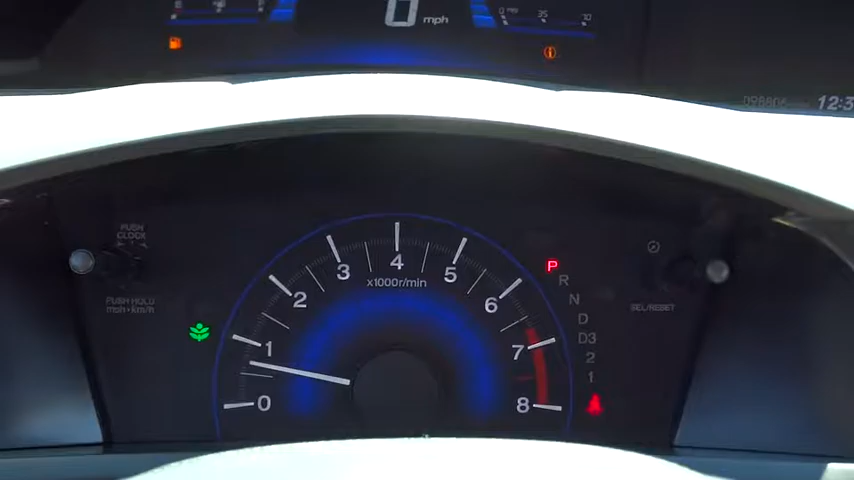 0 mph
12:3
PUSH
CLOCK
PUSH HOLD
mph↔km/h
0
1
2
3
4
5
6
7
8
x1000r/min
P
R
N
D
D3
2
1
SEL/RESET